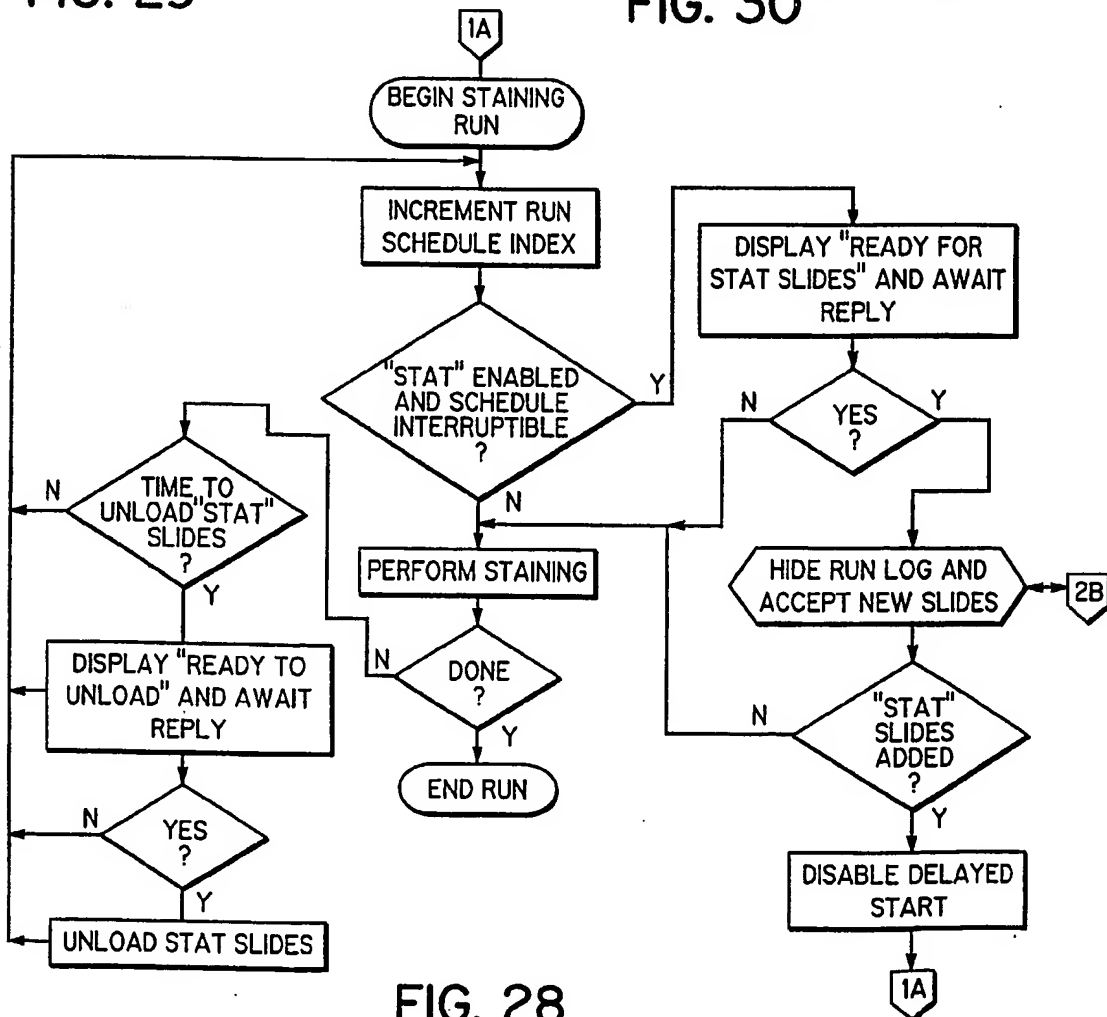 FIG. 29
FIG. 30
1A
BEGIN STAINING
RUN
INCREMENT RUN
SCHEDULE INDEX
"STAT" ENABLED
AND SCHEDULE
INTERRUPTIBLE
?
Y
N
DISPLAY "READY FOR
STAT SLIDES" AND AWAIT
REPLY
N
YES
?
Y
TIME TO
UNLOAD "STAT"
SLIDES
?
N
Y
PERFORM STAINING
HIDE RUN LOG AND
ACCEPT NEW SLIDES
2B
DISPLAY "READY TO
UNLOAD" AND AWAIT
REPLY
N
DONE
?
Y
END RUN
N
"STAT"
SLIDES
ADDED
?
Y
N
YES
?
Y
UNLOAD STAT SLIDES
DISABLE DELAYED
START
1A
FIG. 28